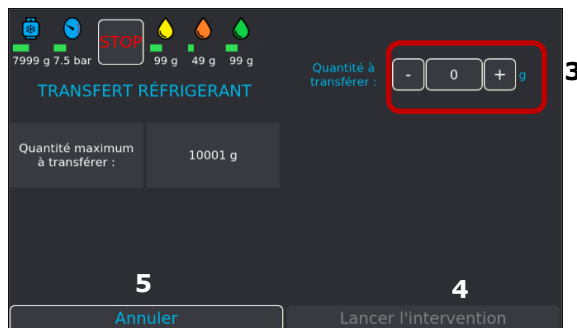 STOP
7999 g 7.5 bar
99 g 49 g 99 g
TRANSFERT RÉFRIGERANT
Quantité à
transférer :
- 0 + g
3
Quantité maximum
à transférer :
10001 g
5
4
Annuler
Lancer l'intervention